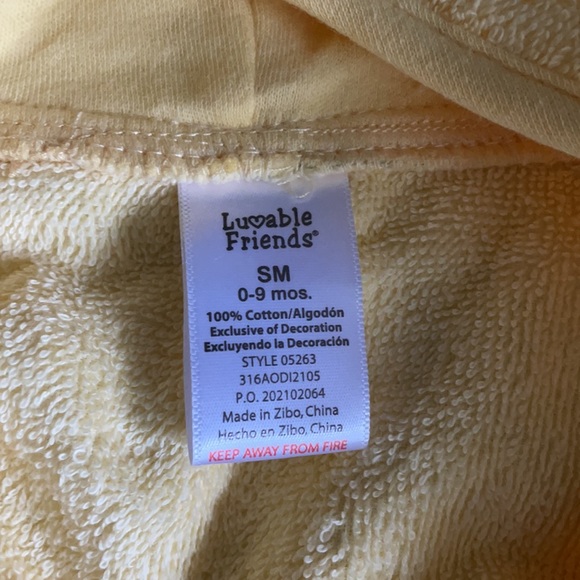 Luvable
Friends®
SM
0-9 mos.
100% Cotton/Algodón
Exclusive of Decoration
Excluyendo la Decoración
STYLE 05263
316AODI2105
P.O. 202102064
Made in Zibo, China
Hecho en Zibo, China
KEEP AWAY FROM FIRE